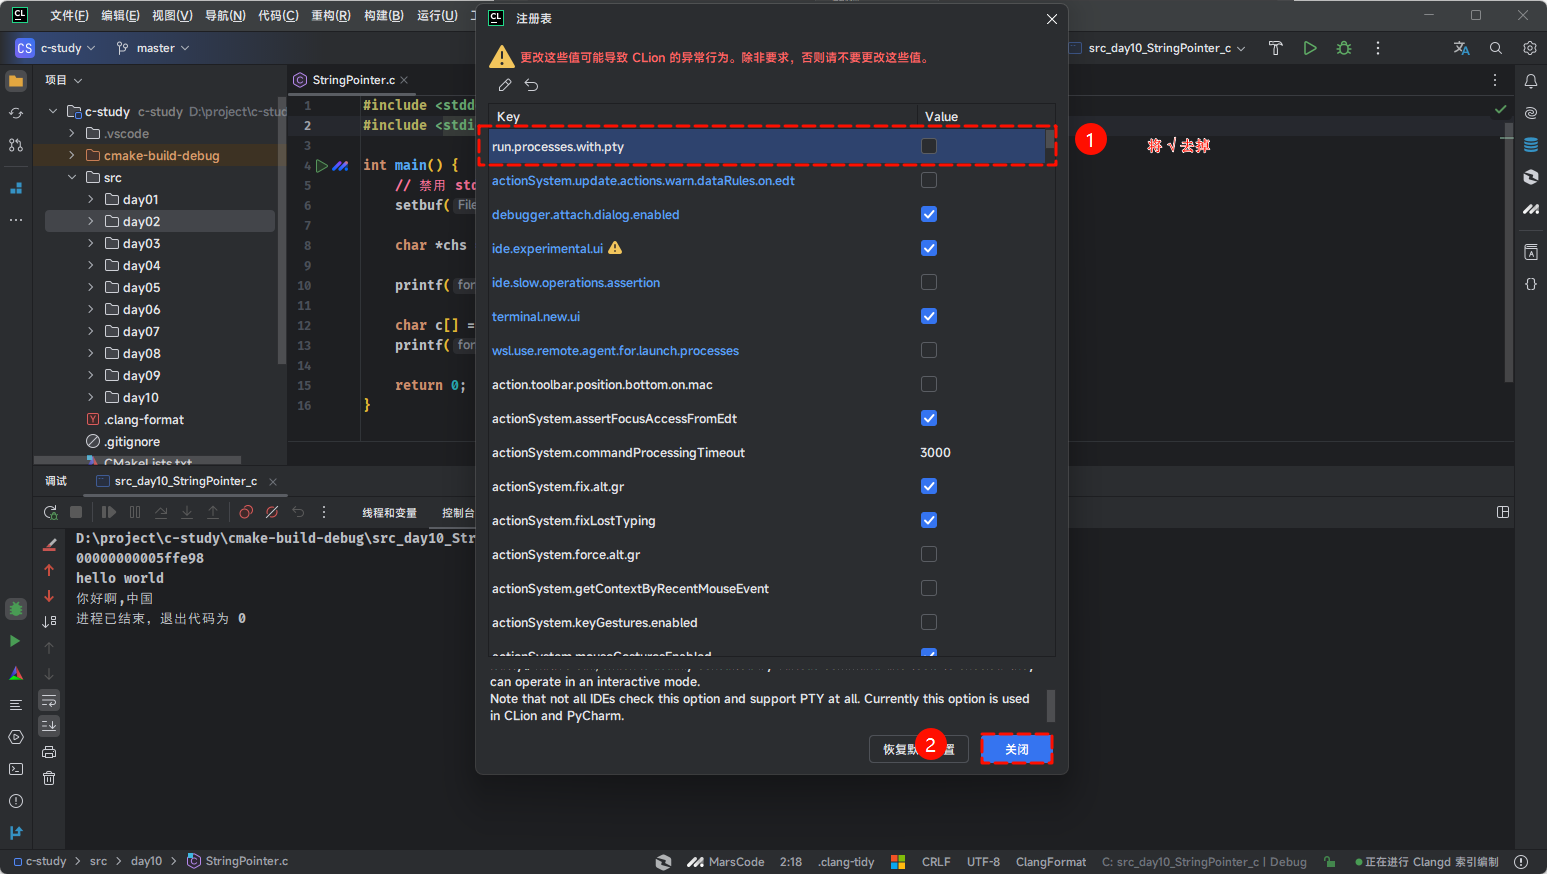 文件(F) 编辑(E) 视图(V) 导航(N) 代码(C) 重构(R) 构建(B) 运行(U)
CS c-study master
src_day10_StringPointer_c
注册表
更改这些值可能导致 CLion 的异常行为。除非要求，否则请不要更改这些值。
Key Value
run.processes.with.pty
actionSystem.update.actions.warn.dataRules.on.edt
debugger.attach.dialog.enabled
ide.experimental.ui
ide.slow.operations.assertion
terminal.new.ui
wsl.use.remote.agent.for.launch.processes
action.toolbar.position.bottom.on.mac
actionSystem.assertFocusAccessFromEdt
actionSystem.commandProcessingTimeout 3000
actionSystem.fix.alt.gr
actionSystem.fixLostTyping
actionSystem.force.alt.gr
actionSystem.getContextByRecentMouseEvent
actionSystem.keyGestures.enabled
actionSystem.mouseGesturesEnabled
can operate in an interactive mode.
Note that not all IDEs check this option and support PTY at all. Currently this option is used
in CLion and PyCharm.
恢复默 置
2
关闭
1
将 √ 去掉
项目
c-study c-study D:\project\c-stud
.vscode
cmake-build-debug
src
day01
day02
day03
day04
day05
day06
day07
day08
day09
day10
.clang-format
.gitignore
CMakeLists.txt
StringPointer.c
1 #include <stdd
2 #include <stdi
3
4 int main() {
5 // 禁用 std
6 setbuf( File
7
8 char *chs
9
10 printf( for
11
12 char c[] =
13 printf( for
14
15 return 0;
16 }
调试 src_day10_StringPointer_c
线程和变量 控制台
D:\project\c-study\cmake-build-debug\src_day10_Str
00000000005ffe98
hello world
你好啊,中国
进程已结束，退出代码为 0
c-study > src > day10 > StringPointer.c
MarsCode 2:18 .clang-tidy CRLF UTF-8 ClangFormat C: src_day10_StringPointer_c | Debug 正在进行 Clangd 索引编制